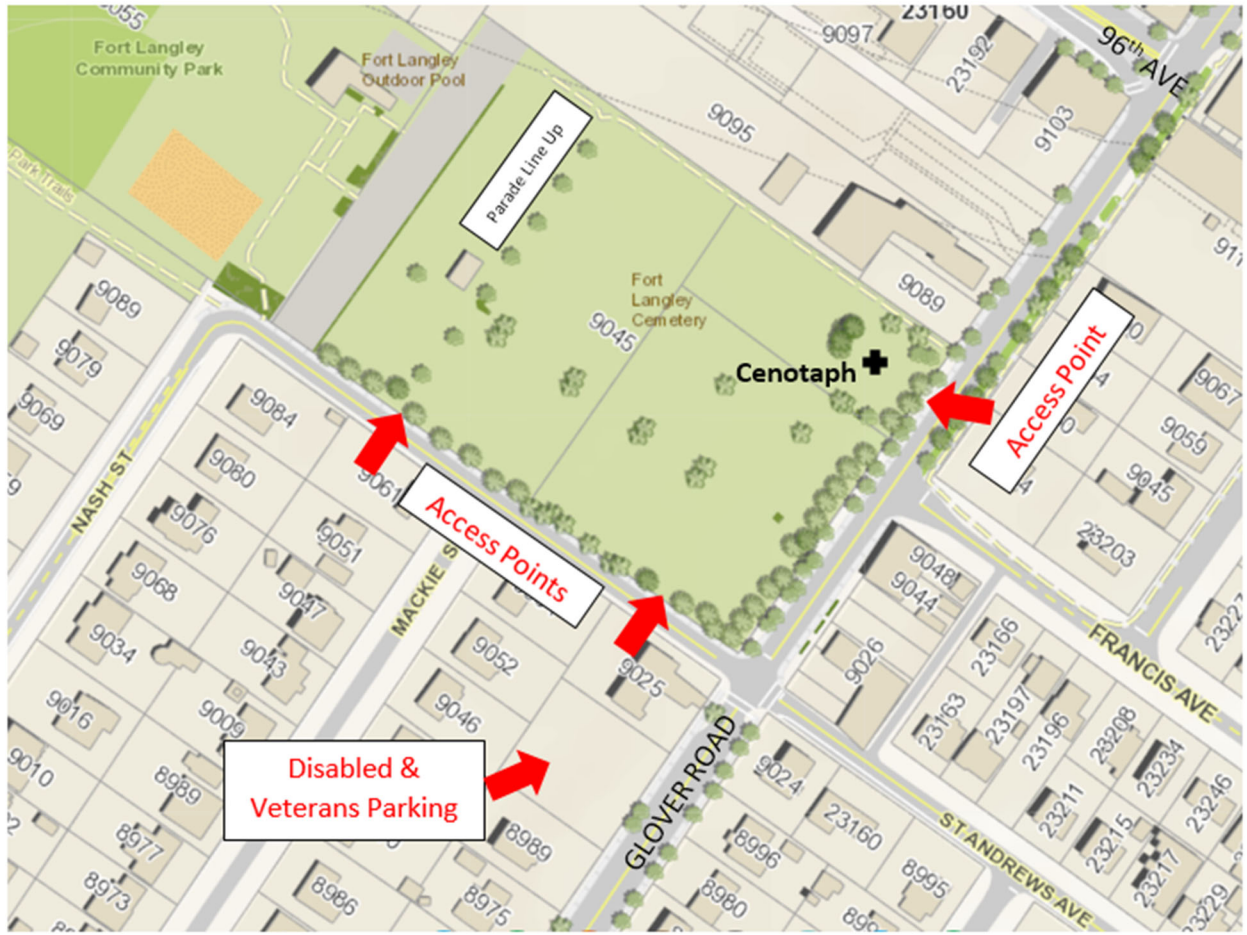 23160
9097
96th AVE
23192
Fort Langley
Community Park
Fort Langley
Outdoor Pool
9095
9103
Parade Line Up
Park Trails
9089
Fort
Langley
Cemetery
9045
9089
9079
Cenotaph
Access Point
9067
9069
9084
9059
9080
9061
9045
NASH ST
9076
9051
Access Points
23203
9068
9047
MACKIE S
9048
9044
9034
9043
9052
9025
9026
23166
FRANCIS AVE
9016
9009
9046
23163
23197
23196
23208
23234
9010
Disabled &
Veterans Parking
8989
GLOVER ROAD
9024
23246
23211
23160
ST ANDREWS AVE
23215
8977
8989
8996
23217
8973
8986
8975
8980
8995
23229